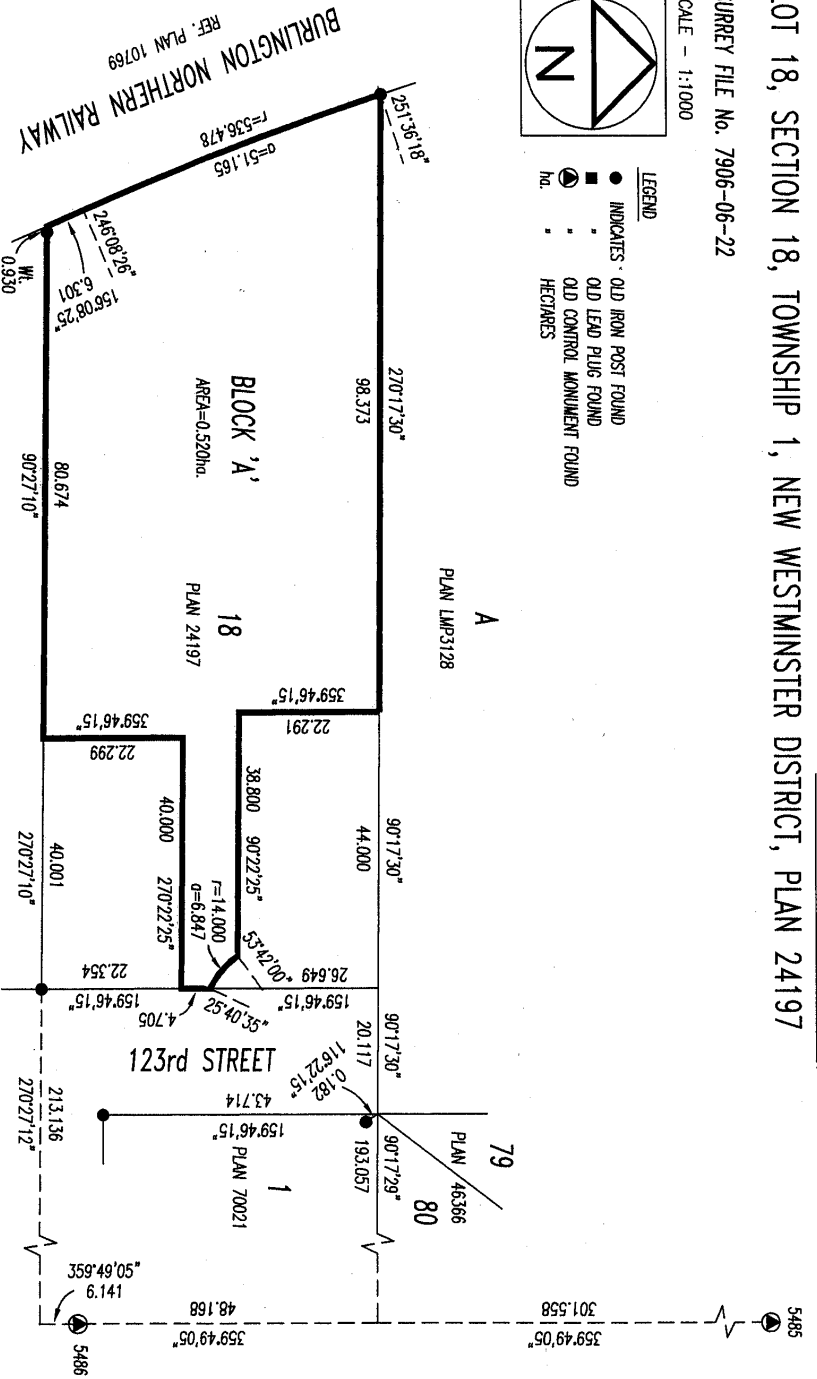 LOT 18, SECTION 18, TOWNSHIP 1, NEW WESTMINSTER DISTRICT, PLAN 24197
SURREY FILE No. 7906-06-22
SCALE - 1:1000
N
LEGEND
● INDICATES OLD IRON POST FOUND
■ " OLD LEAD PLUG FOUND
" OLD CONTROL MONUMENT FOUND
ha. " HECTARES
BURLINGTON NORTHERN RAILWAY
REF. PLAN 10769
251°36'18"
r=536.478
a=51.165
246°08'26"
156°08'25"
6.301
Wt.
0.930
270°17'30"
98.373
A
PLAN LMP3128
BLOCK 'A'
AREA=0.520ha.
18
PLAN 24197
80.674
90°27'10"
359°46'15"
22.291
359°46'15"
22.299
90°17'30"
44.000
38.800 90°22'25"
r=14.000
a=6.847
40.000 270°22'25"
40.001
270°27'10"
53°42'00"
26.649
159°46'15"
22.354
159°46'15"
4.705
25°40'35"
123rd STREET
90°17'30"
20.117
116°22'15"
0.182
43.714
159°46'15"
79
PLAN 46366
80
90°17'29"
193.057
1
PLAN 70021
213.136
270°27'12"
359°49'05"
6.141
48.168
359°49'05"
301.558
359°49'05"
5485
5486